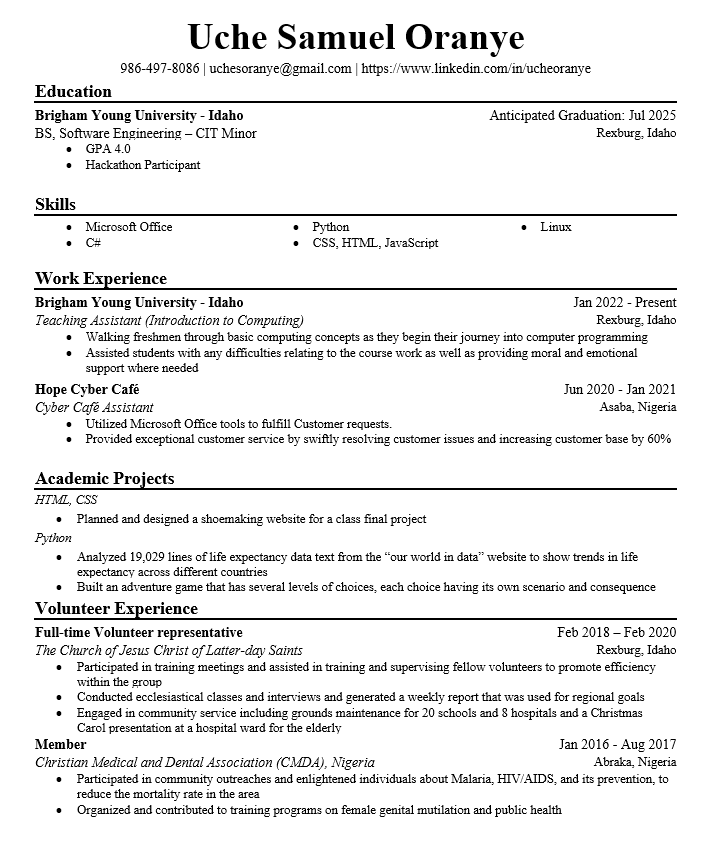 Uche Samuel Oranye
986-497-8086 | uchesoranye@gmail.com | https://www.linkedin.com/in/ucheoranye
Education
Brigham Young University - Idaho Anticipated Graduation: Jul 2025
BS, Software Engineering – CIT Minor Rexburg, Idaho
• GPA 4.0
• Hackathon Participant
Skills
• Microsoft Office • Python • Linux
• C# • CSS, HTML, JavaScript
Work Experience
Brigham Young University - Idaho Jan 2022 - Present
Teaching Assistant (Introduction to Computing) Rexburg, Idaho
• Walking freshmen through basic computing concepts as they begin their journey into computer programming
• Assisted students with any difficulties relating to the course work as well as providing moral and emotional
support where needed
Hope Cyber Café Jun 2020 - Jan 2021
Cyber Café Assistant Asaba, Nigeria
• Utilized Microsoft Office tools to fulfill Customer requests.
• Provided exceptional customer service by swiftly resolving customer issues and increasing customer base by 60%
Academic Projects
HTML, CSS
• Planned and designed a shoemaking website for a class final project
Python
• Analyzed 19,029 lines of life expectancy data text from the “our world in data” website to show trends in life
expectancy across different countries
• Built an adventure game that has several levels of choices, each choice having its own scenario and consequence
Volunteer Experience
Full-time Volunteer representative Feb 2018 – Feb 2020
The Church of Jesus Christ of Latter-day Saints Rexburg, Idaho
• Participated in training meetings and assisted in training and supervising fellow volunteers to promote efficiency
within the group
• Conducted ecclesiastical classes and interviews and generated a weekly report that was used for regional goals
• Engaged in community service including grounds maintenance for 20 schools and 8 hospitals and a Christmas
Carol presentation at a hospital ward for the elderly
Member Jan 2016 - Aug 2017
Christian Medical and Dental Association (CMDA), Nigeria Abraka, Nigeria
• Participated in community outreaches and enlightened individuals about Malaria, HIV/AIDS, and its prevention, to
reduce the mortality rate in the area
• Organized and contributed to training programs on female genital mutilation and public health